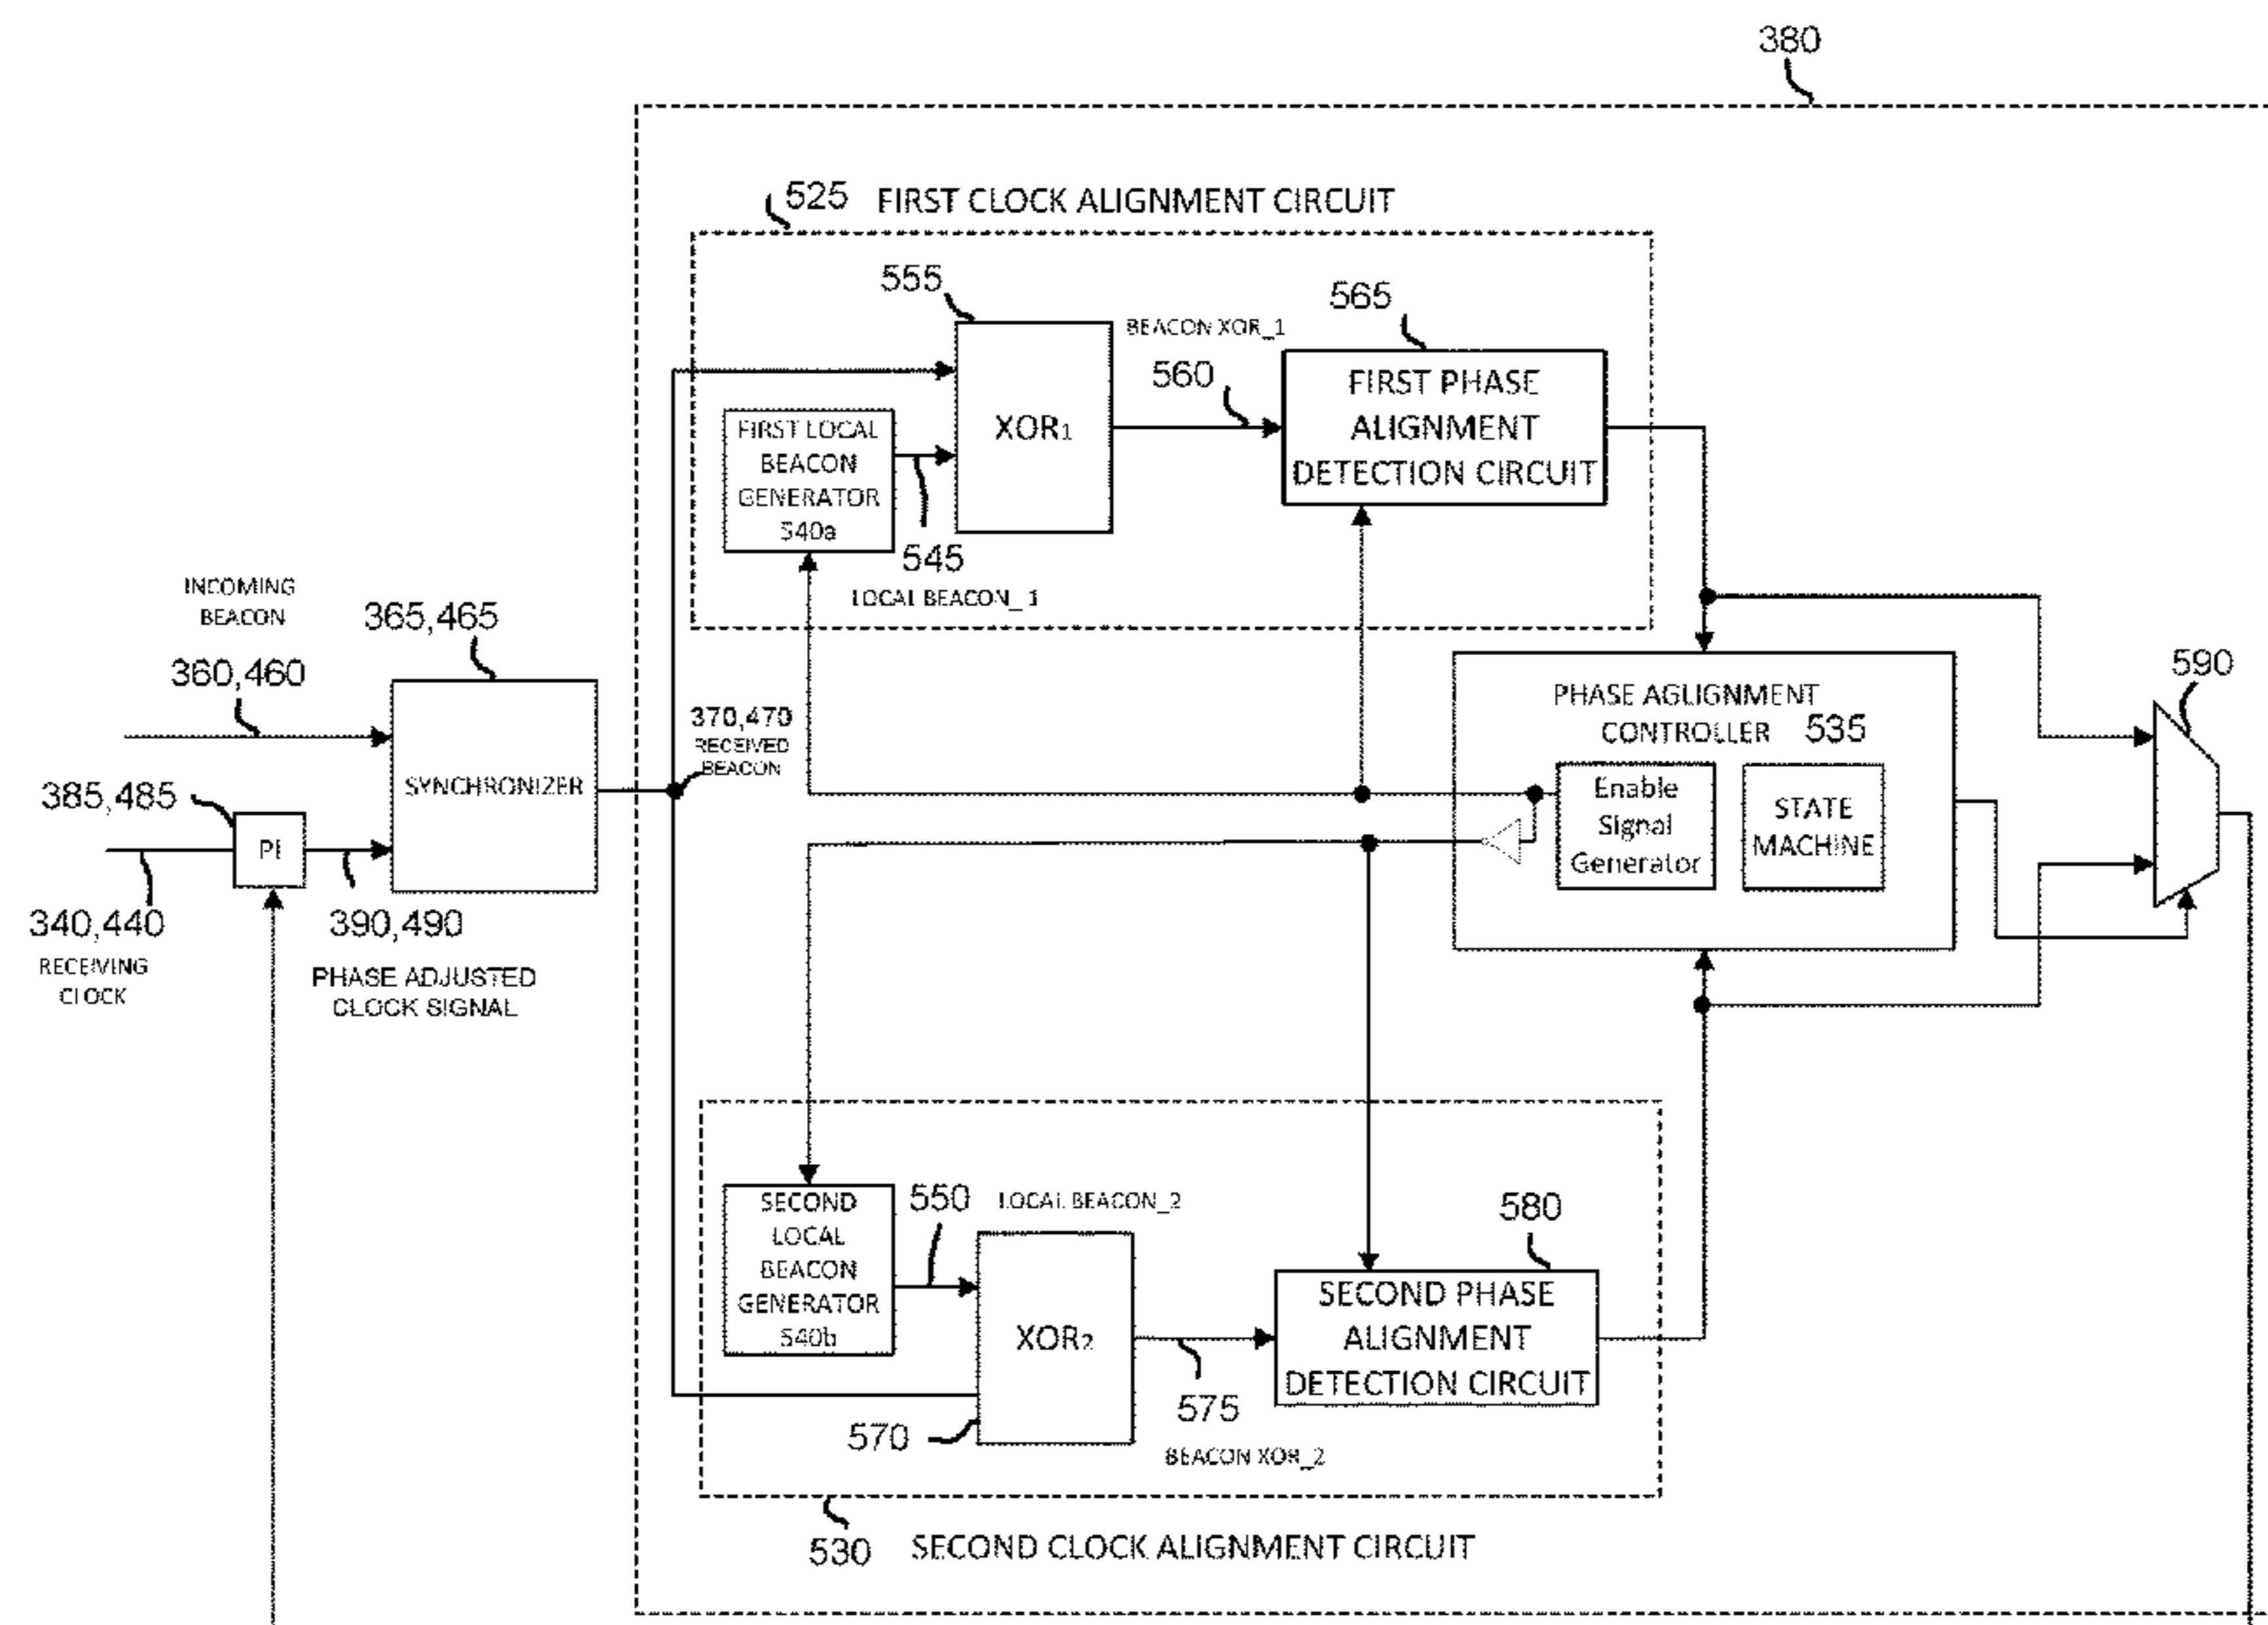 380
525 FIRST CLOCK ALIGNMENT CIRCUIT
555
BEACON XOR_1
565
560
FIRST PHASE
ALIGNMENT
DETECTION CIRCUIT
XOR1
FIRST LOCAL
BEACON
GENERATOR
540a
545
LOCAL BEACON_1
INCOMING
BEACON
360,460
365,465
SYNCHRONIZER
370,470
RECEIVED
BEACON
385,485
PI
340,440
RECEIVING
CLOCK
390,490
PHASE ADJUSTED
CLOCK SIGNAL
PHASE AGLIGNMENT
CONTROLLER 535
Enable
Signal
Generator
STATE
MACHINE
590
SECOND
LOCAL
BEACON
GENERATOR
540b
550
LOCAL BEACON_2
XOR2
570
575
BEACON XOR_2
580
SECOND PHASE
ALIGNMENT
DETECTION CIRCUIT
530 SECOND CLOCK ALIGNMENT CIRCUIT